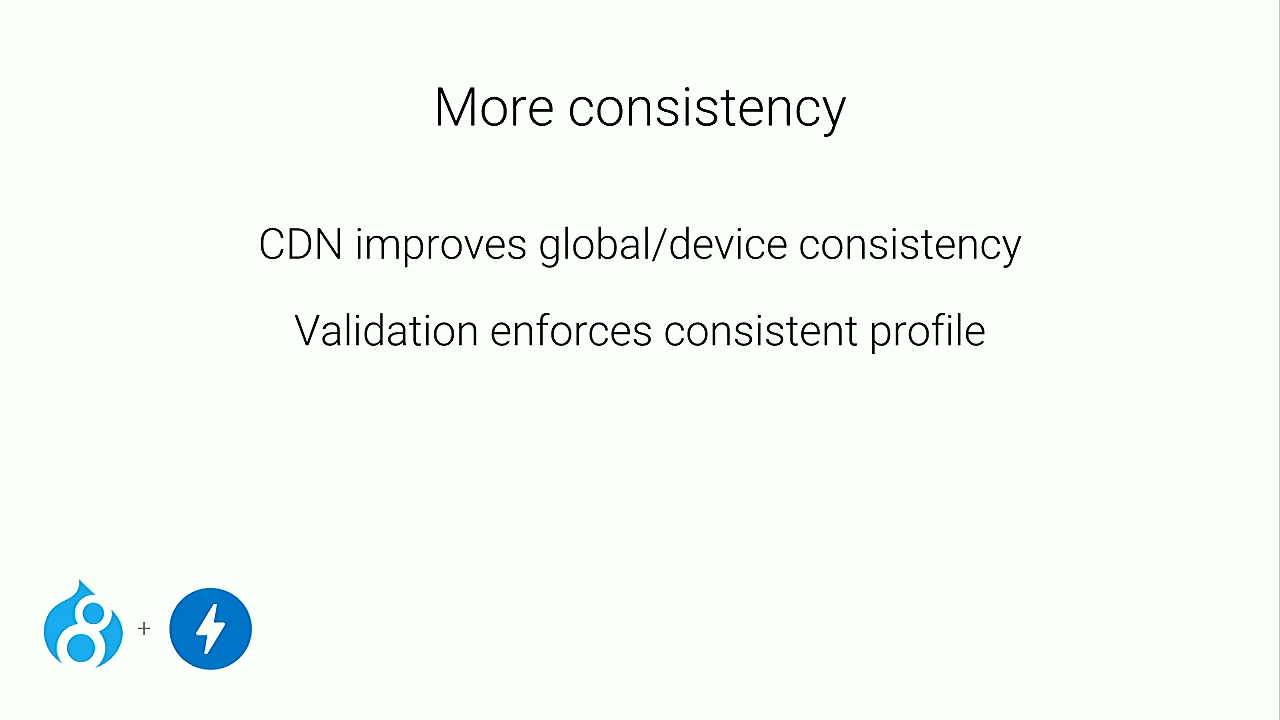 More consistency
CDN improves global/device consistency
Validation enforces consistent profile
+